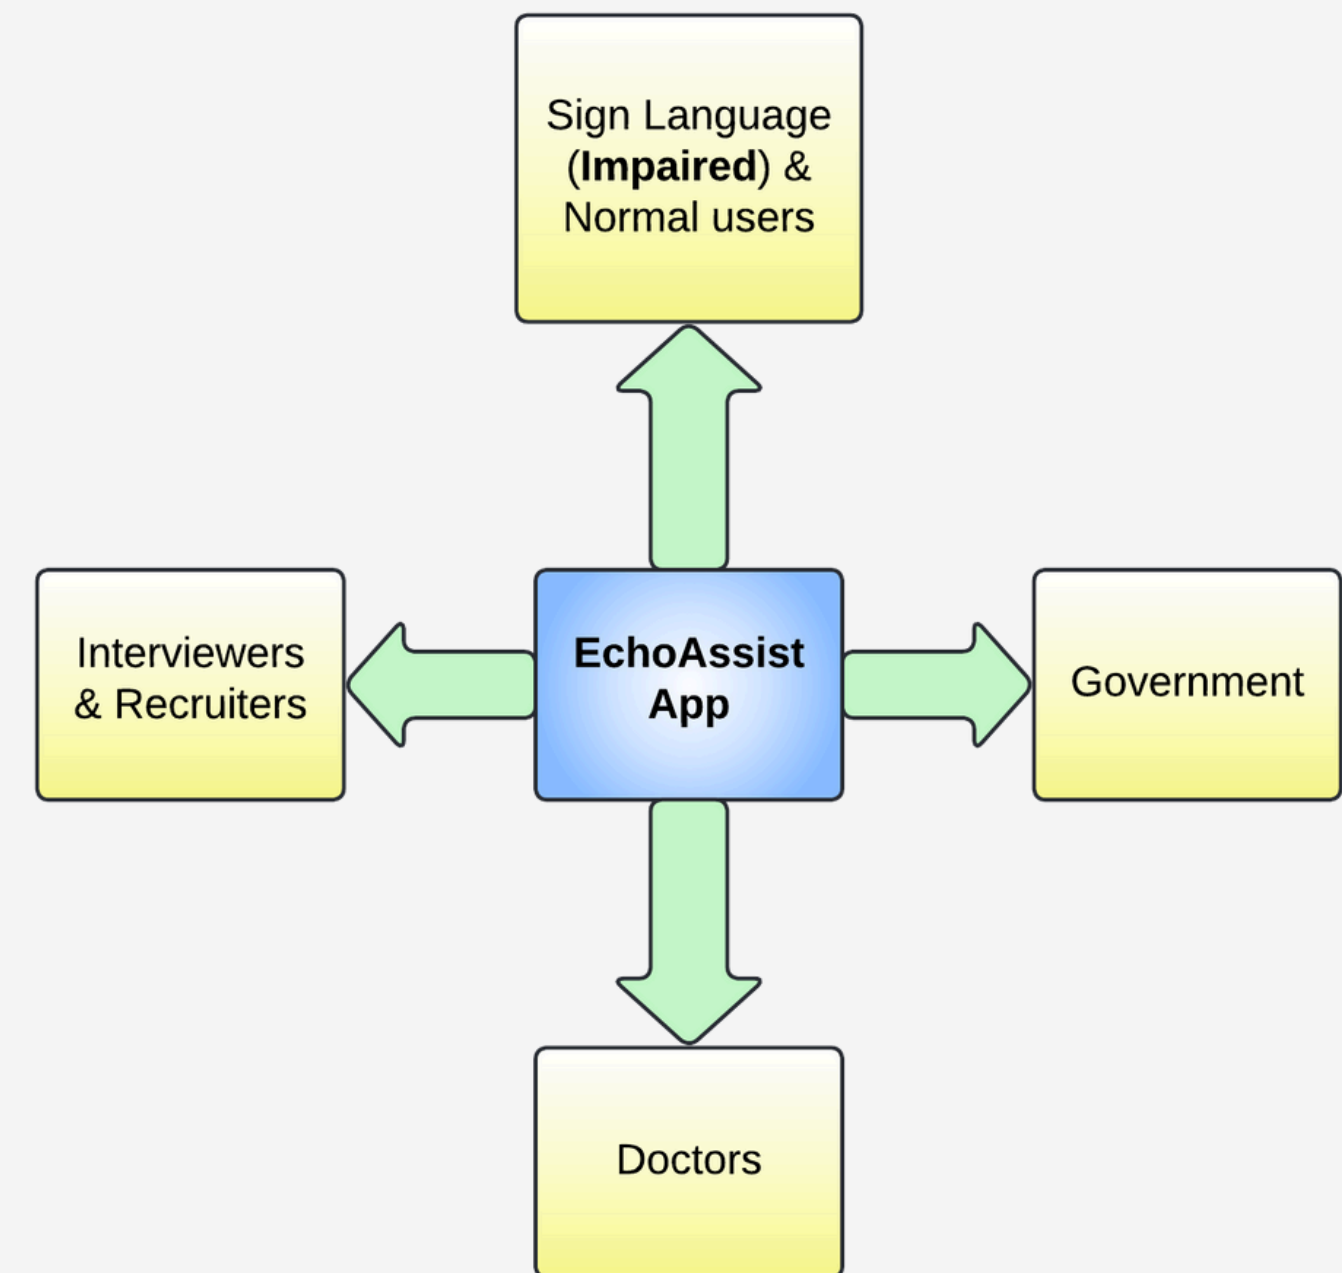 Sign Language
(Impaired) &
Normal users
Interviewers
& Recruiters
EchoAssist
App
Government
Doctors